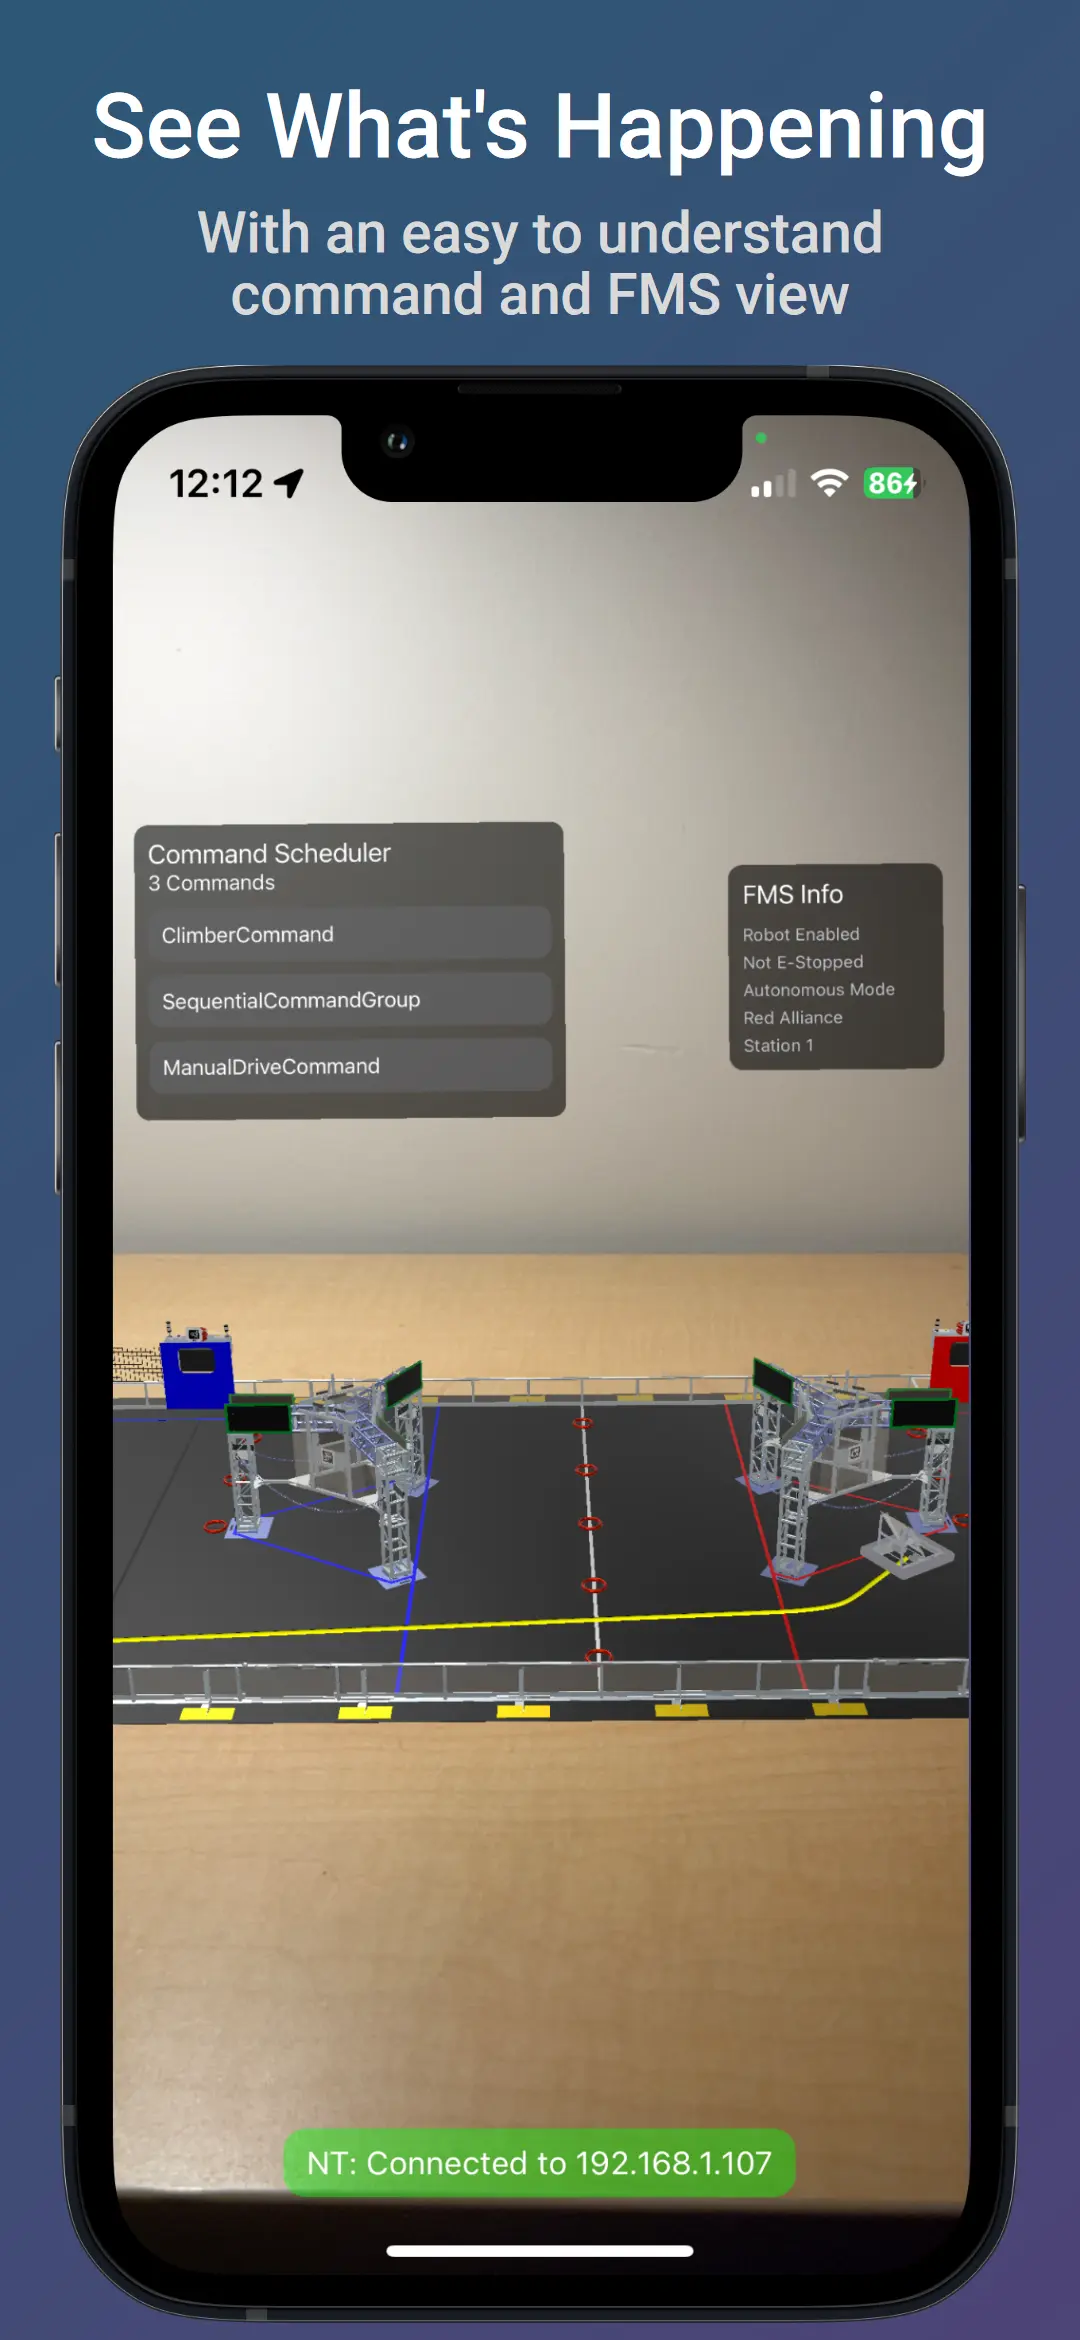 See What's Happening
With an easy to understand
command and FMS view
12:12
86
Command Scheduler
3 Commands
ClimberCommand
SequentialCommandGroup
ManualDriveCommand
FMS Info
Robot Enabled
Not E-Stopped
Autonomous Mode
Red Alliance
Station 1
NT: Connected to 192.168.1.107